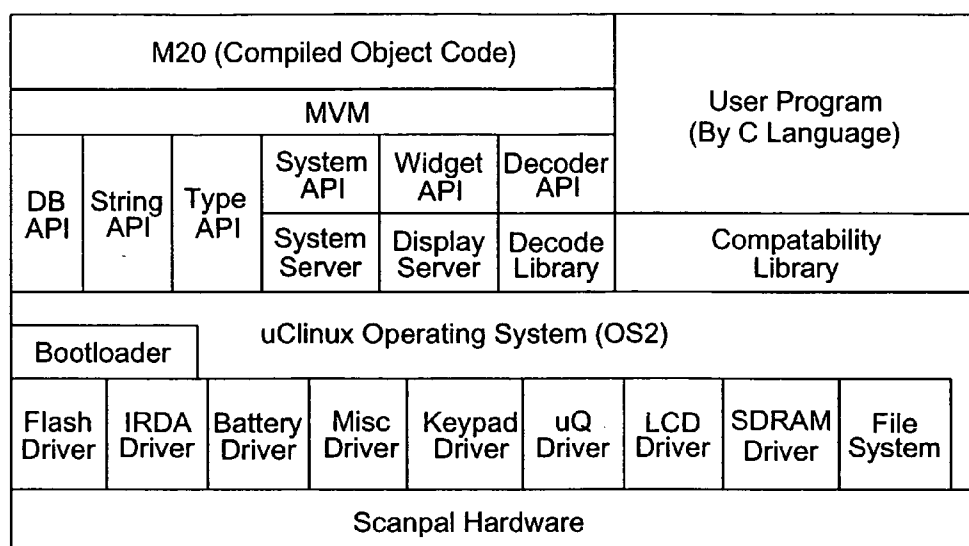 M20 (Compiled Object Code)
User Program
(By C Language)
MVM
DB
API
String
API
Type
API
System
API
Widget
API
Decoder
API
System
Server
Display
Server
Decode
Library
Compatability
Library
uClinux Operating System (OS2)
Bootloader
Flash
Driver
IRDA
Driver
Battery
Driver
Misc
Driver
Keypad
Driver
uQ
Driver
LCD
Driver
SDRAM
Driver
File
System
Scanpal Hardware